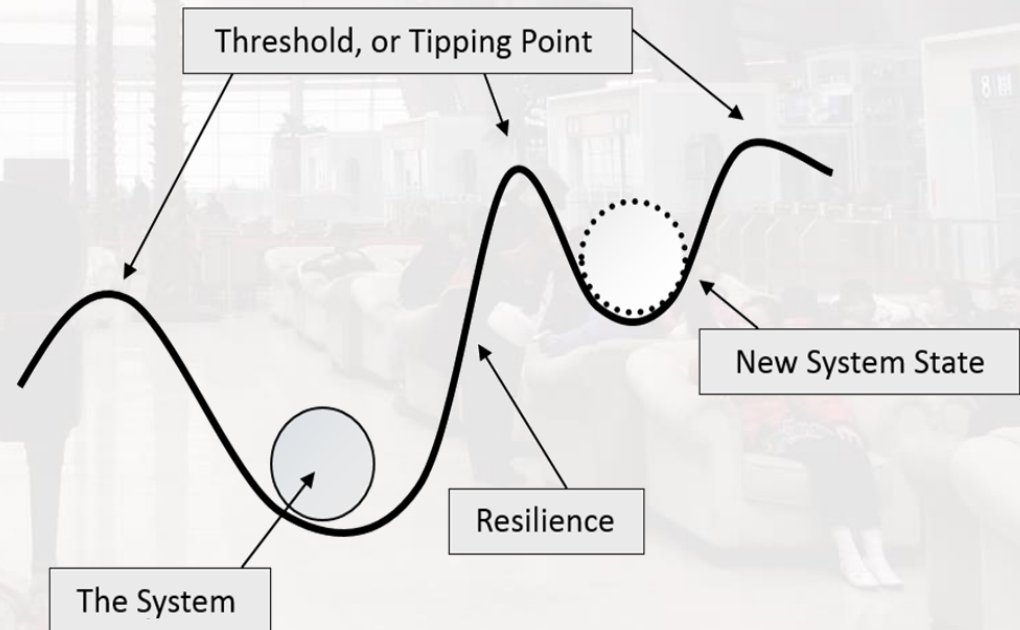 Threshold, or Tipping Point
New System State
Resilience
The System